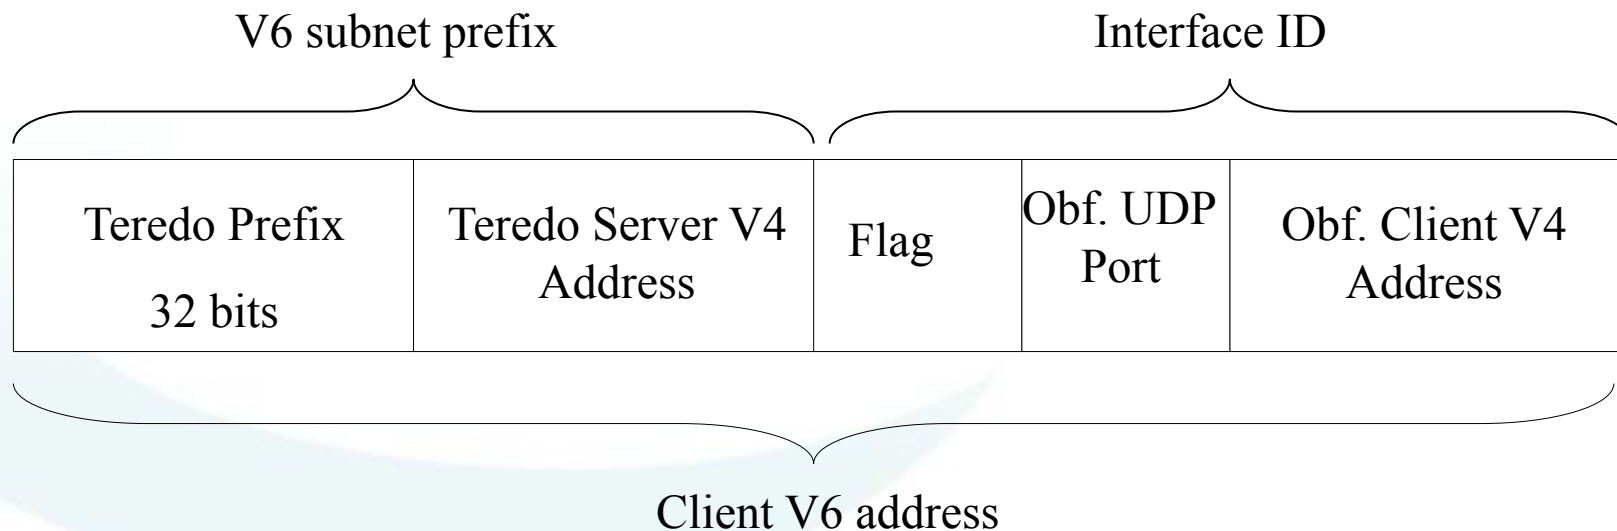 V6 subnet prefix
Interface ID
Teredo Prefix
32 bits
Teredo Server V4
Address
Flag
Obf. UDP
Port
Obf. Client V4
Address
Client V6 address